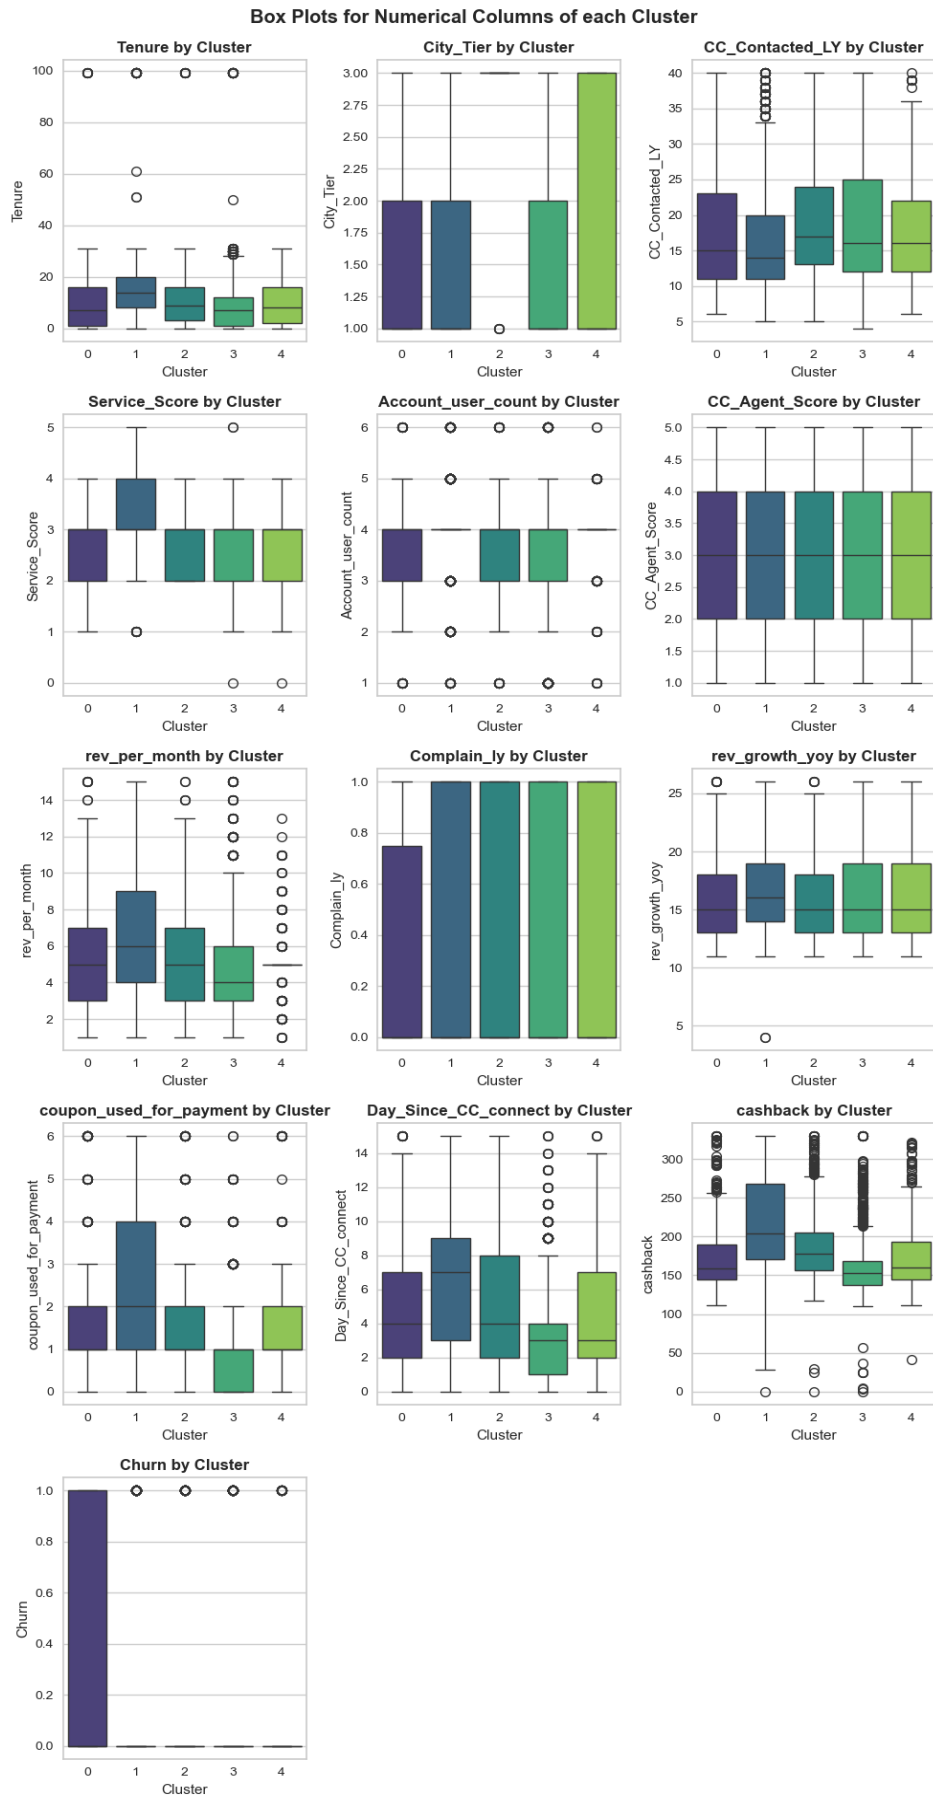 Box Plots for Numerical Columns of each Cluster
Tenure by Cluster
City_Tier by Cluster
CC_Contacted_LY by Cluster
Tenure
100
80
60
40
20
0
0 1 2 3 4
Cluster
City_Tier
3.00
2.75
2.50
2.25
2.00
1.75
1.50
1.25
1.00
0 1 2 3 4
Cluster
CC_Contacted_LY
40
35
30
25
20
15
10
5
0 1 2 3 4
Cluster
Service_Score by Cluster
Account_user_count by Cluster
CC_Agent_Score by Cluster
Service_Score
5
4
3
2
1
0
0 1 2 3 4
Cluster
Account_user_count
6
5
4
3
2
1
0 1 2 3 4
Cluster
CC_Agent_Score
5.0
4.5
4.0
3.5
3.0
2.5
2.0
1.5
1.0
0 1 2 3 4
Cluster
rev_per_month by Cluster
Complain_ly by Cluster
rev_growth_yoy by Cluster
rev_per_month
14
12
10
8
6
4
2
0 1 2 3 4
Cluster
Complain_ly
1.0
0.8
0.6
0.4
0.2
0.0
0 1 2 3 4
Cluster
rev_growth_yoy
25
20
15
10
5
0 1 2 3 4
Cluster
coupon_used_for_payment by Cluster
Day_Since_CC_connect by Cluster
cashback by Cluster
coupon_used_for_payment
6
5
4
3
2
1
0
0 1 2 3 4
Cluster
Day_Since_CC_connect
14
12
10
8
6
4
2
0
0 1 2 3 4
Cluster
cashback
300
250
200
150
100
50
0
0 1 2 3 4
Cluster
Churn by Cluster
Churn
1.0
0.8
0.6
0.4
0.2
0.0
0 1 2 3 4
Cluster